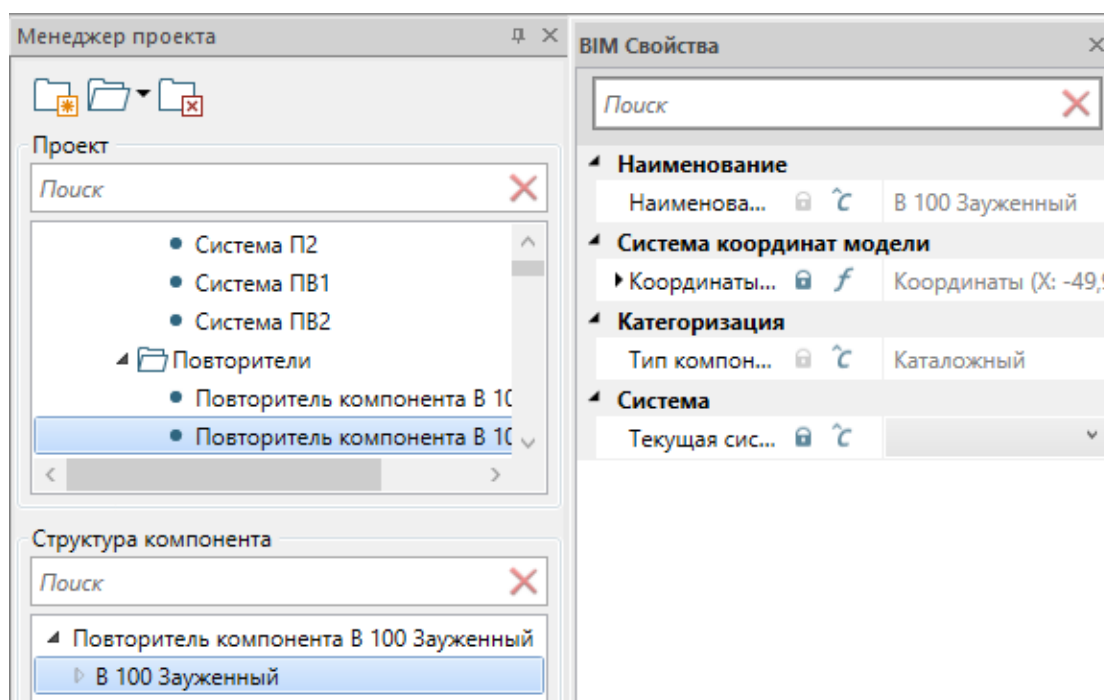 Менеджер проекта
Проект
Поиск
Система П2
Система ПВ1
Система ПВ2
Повторители
Повторитель компонента В 10
Повторитель компонента В 10
Структура компонента
Поиск
Повторитель компонента В 100 Зауженный
В 100 Зауженный
BIM Свойства
Поиск
Наименование
Наименова... В 100 Зауженный
Система координат модели
Координаты... Координаты (X: -49,9
Категоризация
Тип компон... Каталожный
Система
Текущая сис...